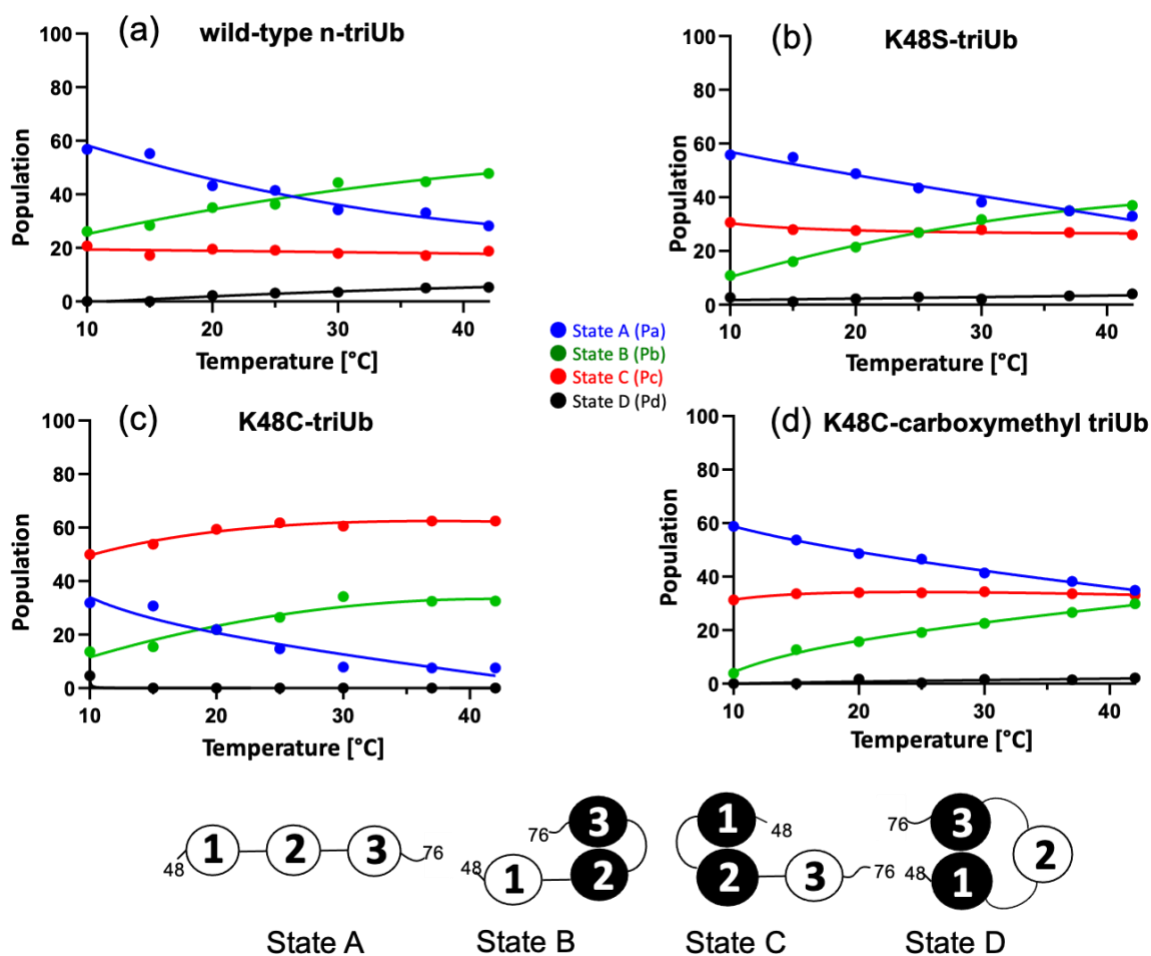 (a) wild-type n-triUb
100
80
60
40
20
0
Population
10 20 30 40
Temperature [°C]
(b) K48S-triUb
100
80
60
40
20
0
Population
10 20 30 40
Temperature [°C]
State A (Pa)
State B (Pb)
State C (Pc)
State D (Pd)
(c) K48C-triUb
100
80
60
40
20
0
Population
10 20 30 40
Temperature [°C]
(d) K48C-carboxymethyl triUb
100
80
60
40
20
0
Population
10 20 30 40
Temperature [°C]
48 1 2 3 76
State A
76 3
48 1 2
State B
1 48
2 3 76
State C
76 3 2
48 1
State D